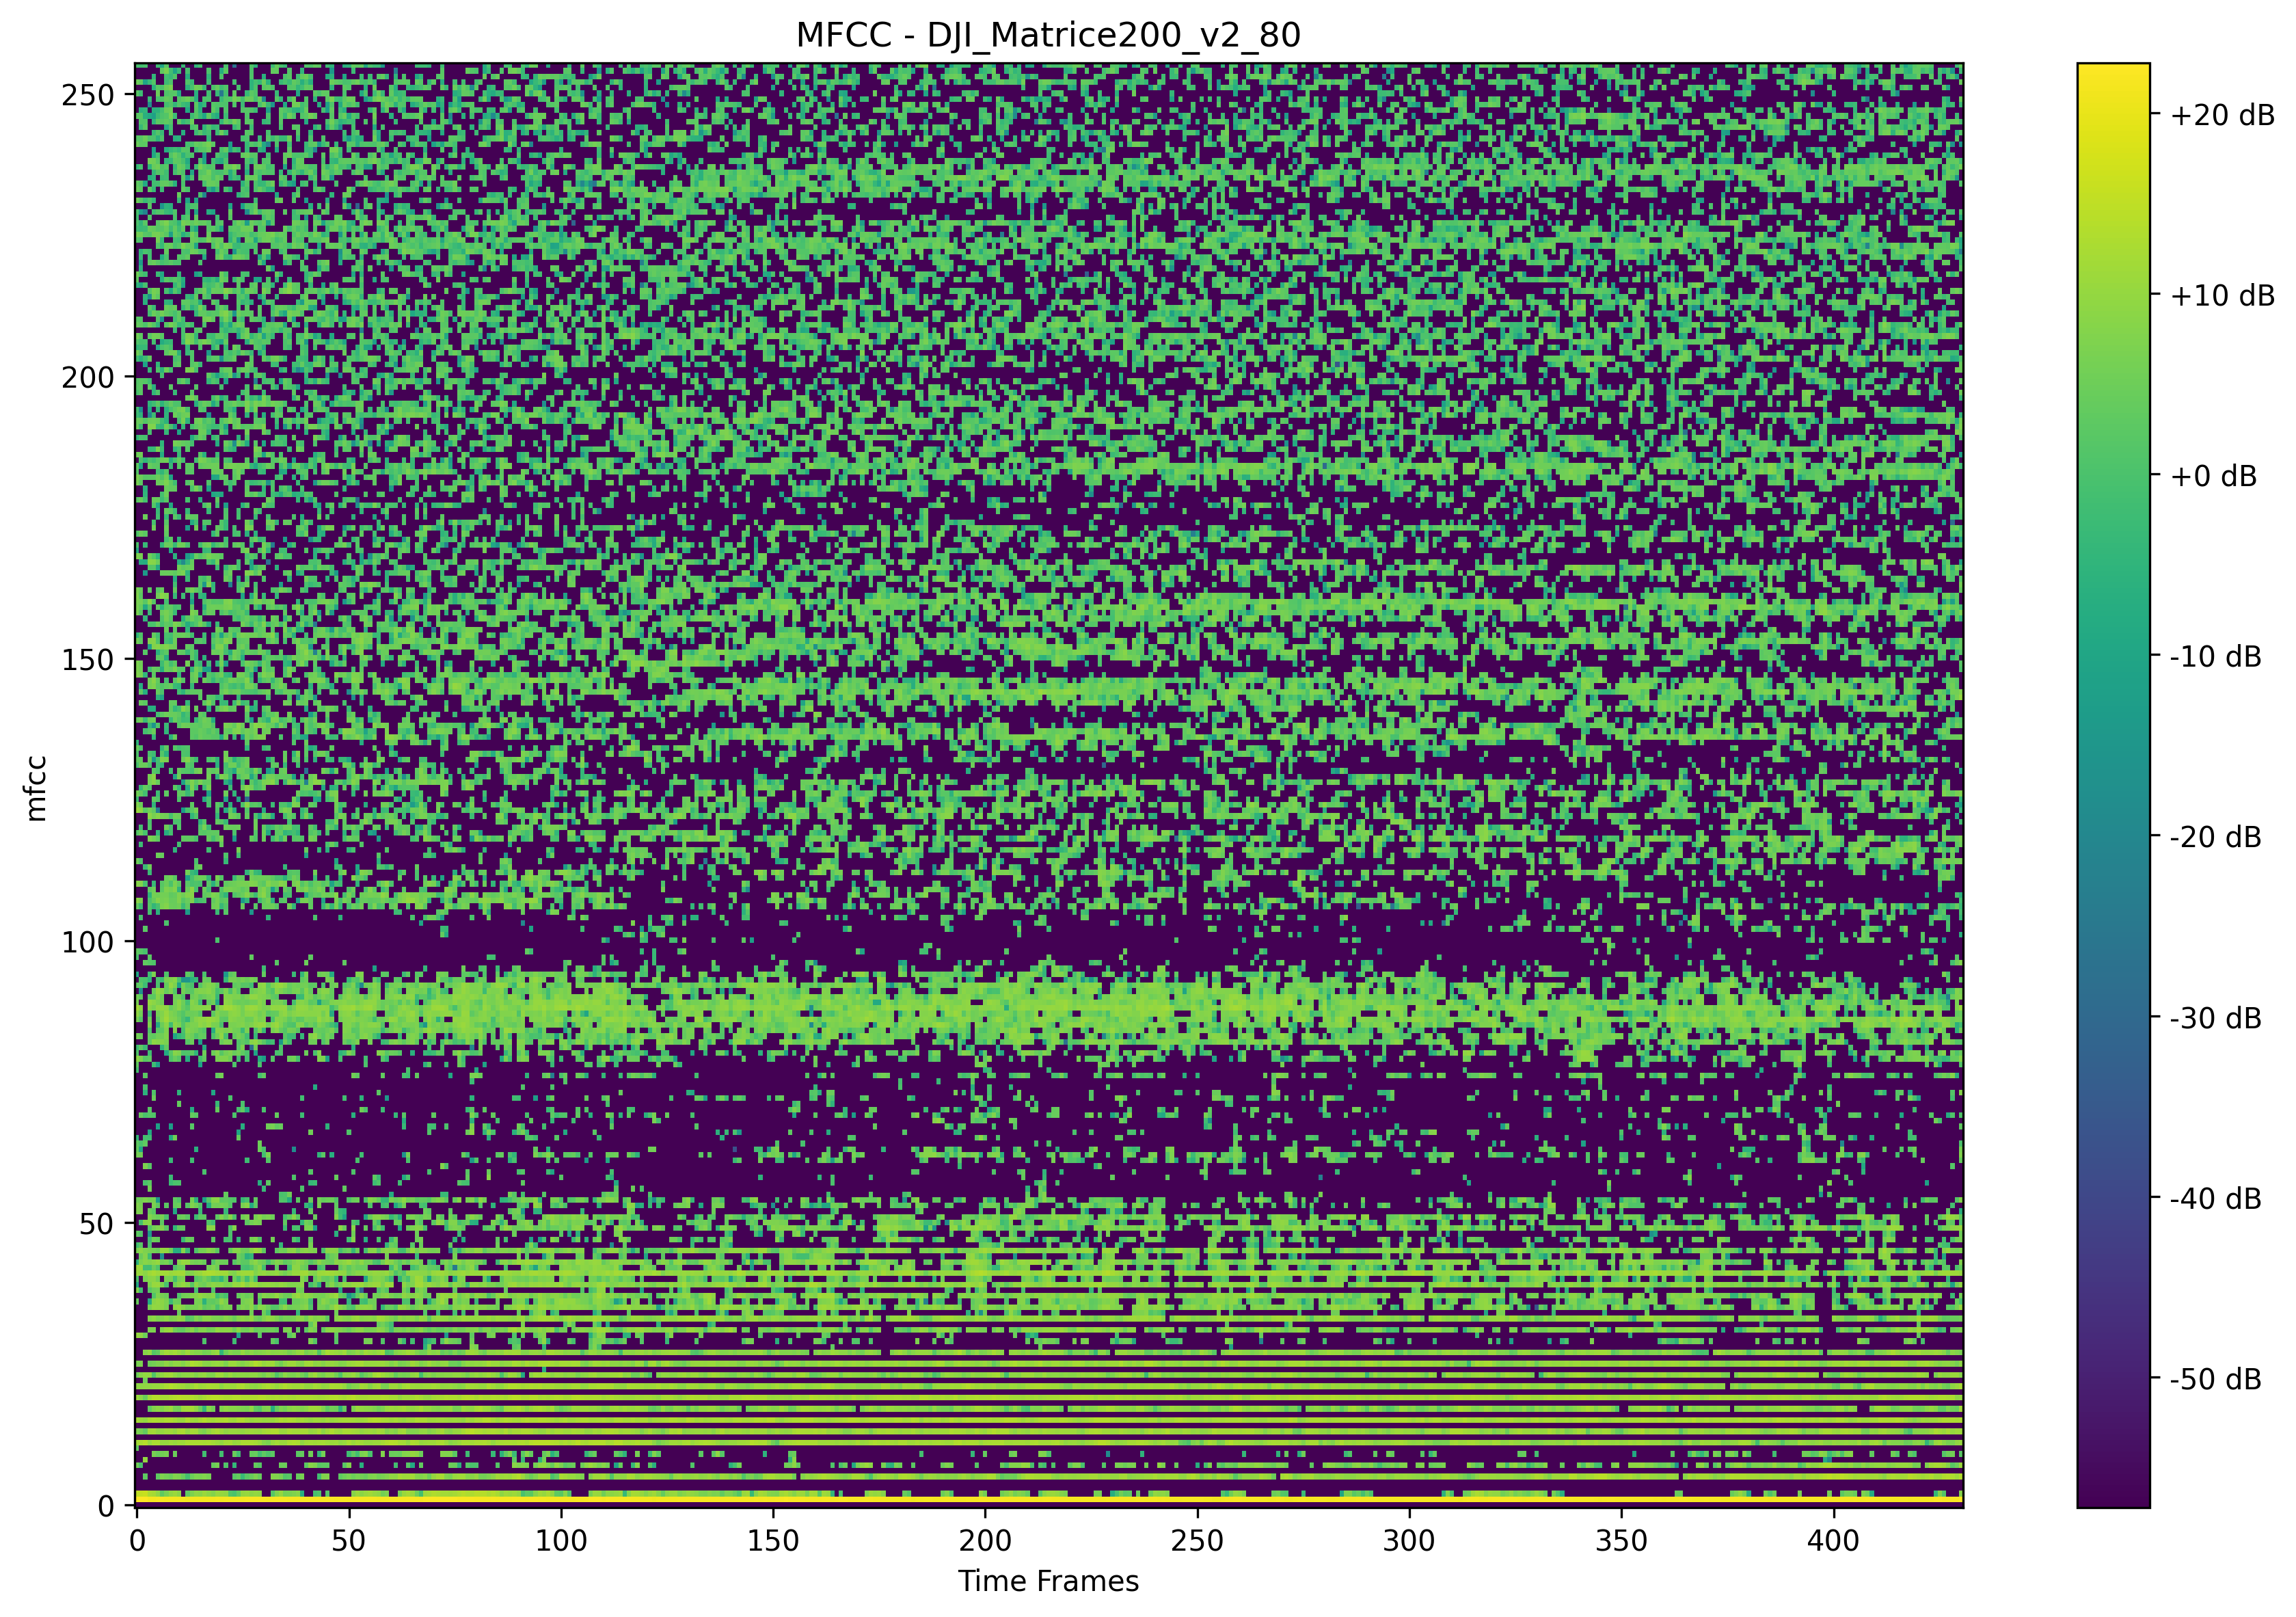 MFCC - DJI_Matrice200_v2_80
250
200
150
100
50
0
mfcc
0 50 100 150 200 250 300 350 400
Time Frames
+20 dB
+10 dB
+0 dB
-10 dB
-20 dB
-30 dB
-40 dB
-50 dB